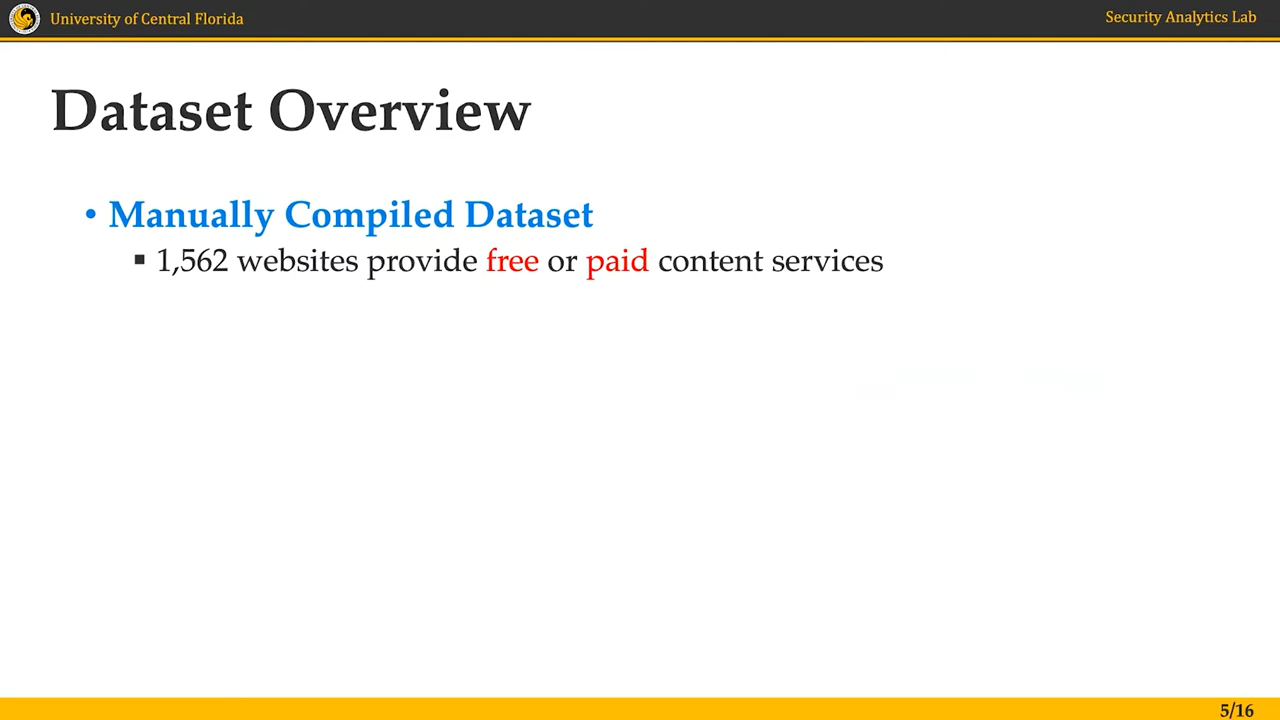 University of Central Florida
Security Analytics Lab
Dataset Overview
• Manually Compiled Dataset
▪ 1,562 websites provide free or paid content services
5/16